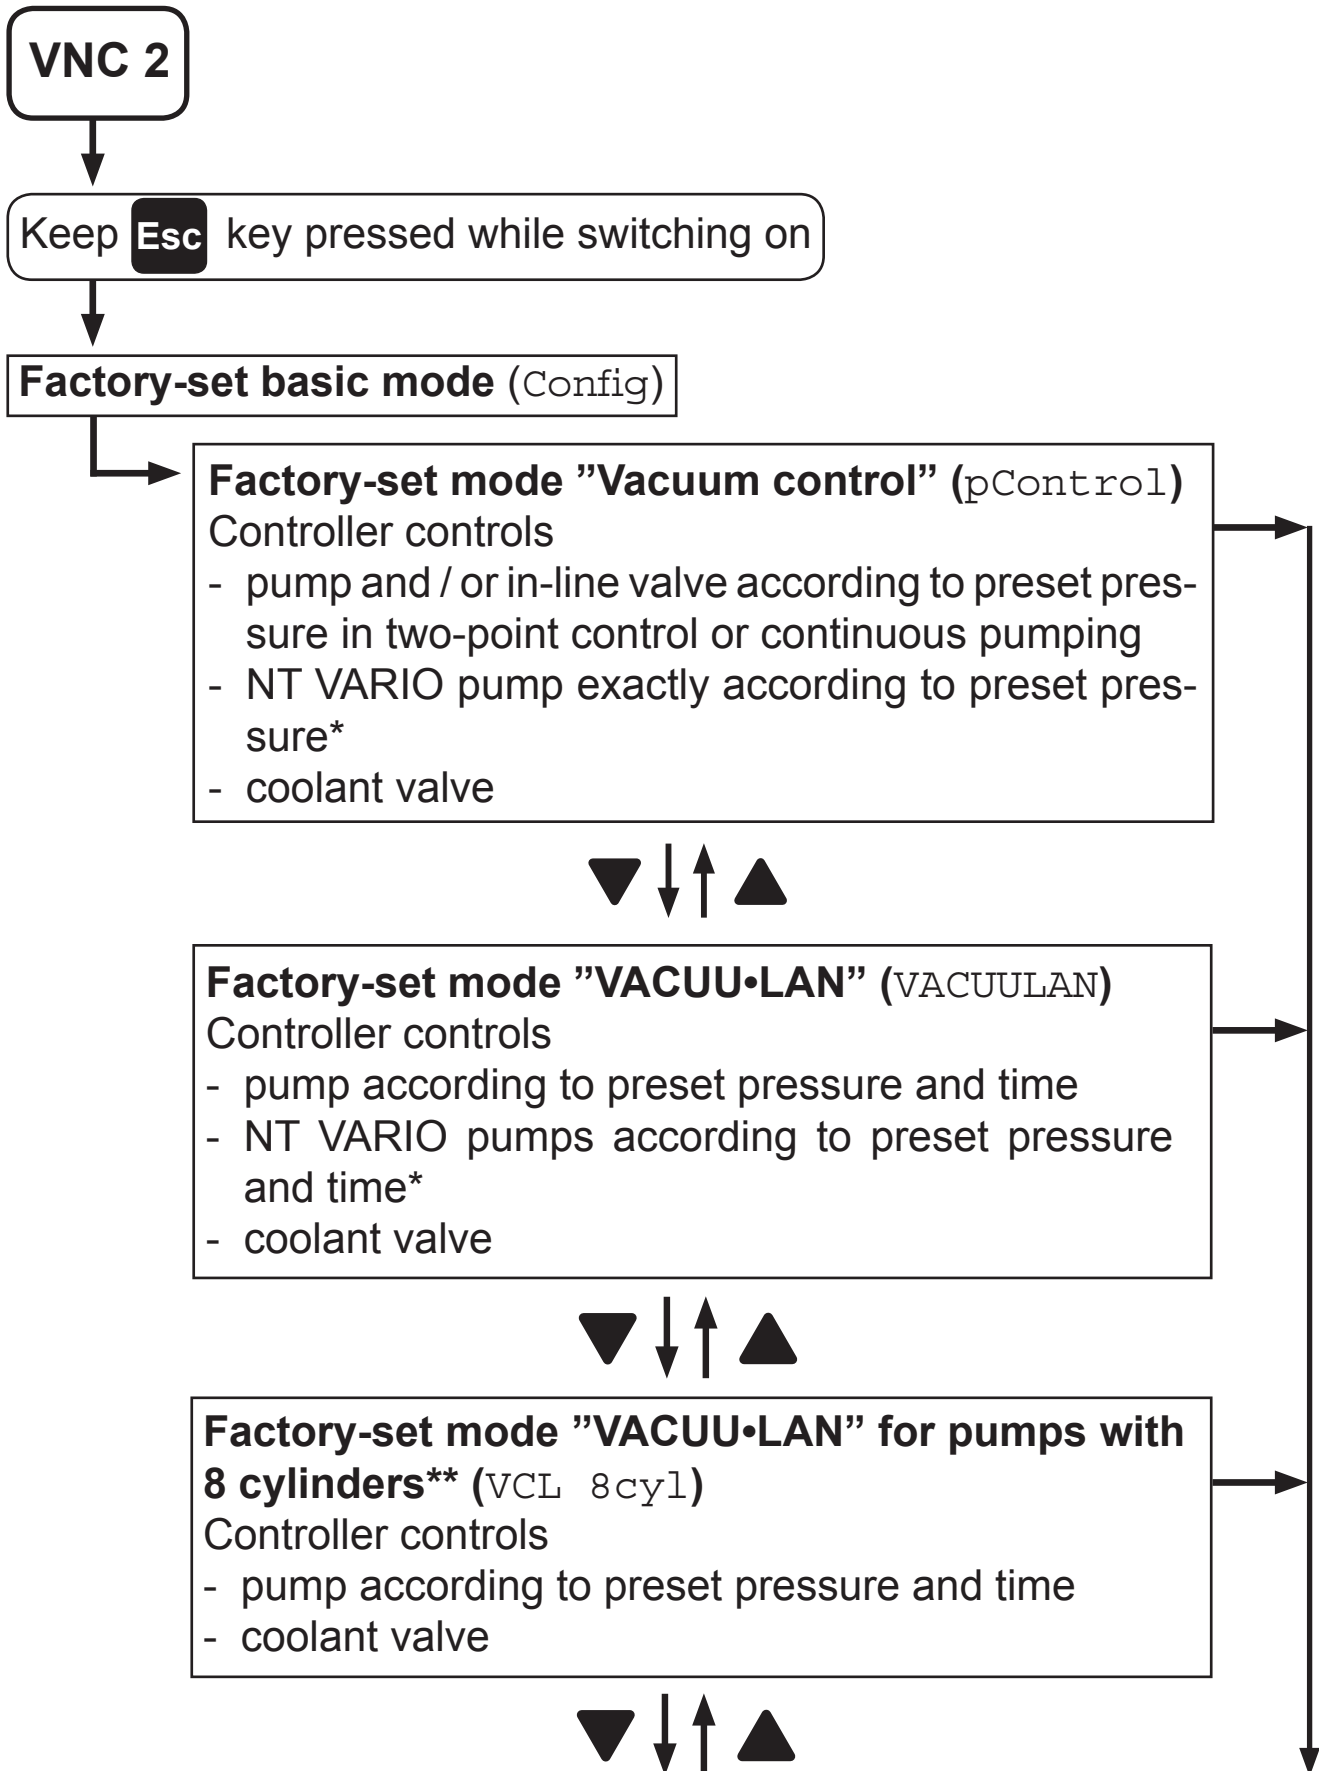 VNC 2
Keep Esc key pressed while switching on
Factory-set basic mode (Config)
Factory-set mode ”Vacuum control” (pControl)
Controller controls
- pump and / or in-line valve according to preset pres-
sure in two-point control or continuous pumping
- NT VARIO pump exactly according to preset pres-
sure*
- coolant valve
Factory-set mode ”VACUU•LAN” (VACUULAN)
Controller controls
- pump according to preset pressure and time
- NT VARIO pumps according to preset pressure
and time*
- coolant valve
Factory-set mode ”VACUU•LAN” for pumps with
8 cylinders** (VCL 8cyl)
Controller controls
- pump according to preset pressure and time
- coolant valve